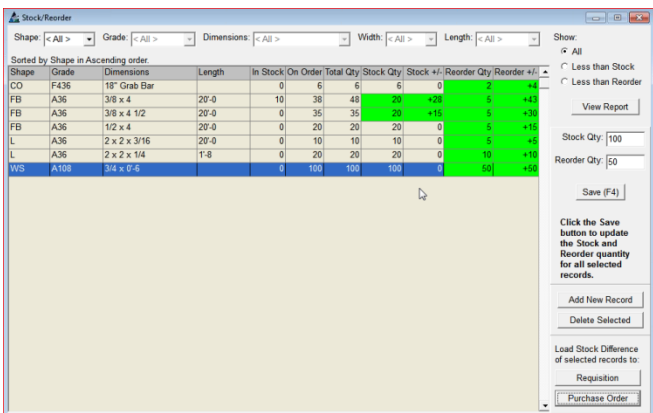 Stock/Reorder
Shape: < All > Grade: < All > Dimensions: < All > Width: < All > Length: < All >
Sorted by Shape in Ascending order.
Shape Grade Dimensions Length In Stock On Order Total Qty Stock Qty Stock +/- Reorder Qty Reorder +/-
CO F436 18" Grab Bar 0 6 6 6 0 2 +4
FB A36 3/8 x 4 20'-0 10 38 48 20 +28 5 +43
FB A36 3/8 x 4 1/2 20'-0 0 35 35 20 +15 5 +30
FB A36 1/2 x 4 20'-0 0 20 20 20 0 5 +15
L A36 2 x 2 x 3/16 20'-0 0 10 10 10 0 5 +5
L A36 2 x 2 x 1/4 1'-8 0 20 20 20 0 10 +10
WS A108 3/4 x 0'-6 0 100 100 100 0 50 +50
Show:
All
Less than Stock
Less than Reorder
View Report
Stock Qty: 100
Reorder Qty: 50
Save (F4)
Click the Save
button to update
the Stock and
Reorder quantity
for all selected
records.
Add New Record
Delete Selected
Load Stock Difference
of selected records to:
Requisition
Purchase Order